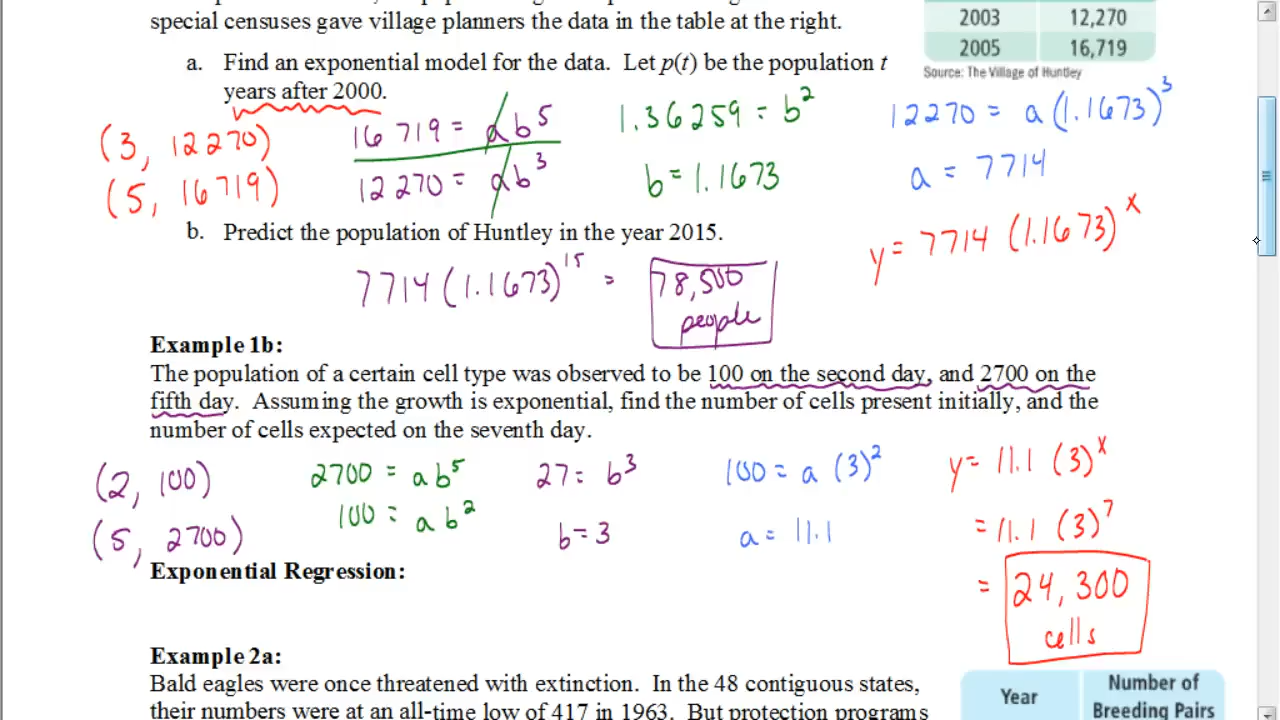 special censuses gave village planners the data in the table at the right.
2003 12,270
2005 16,719
Source: The Village of Huntley
a. Find an exponential model for the data. Let p(t) be the population t
years after 2000.
(3, 12270)
(5, 16719)
16719 = ab^5
12270 = ab^3
1.36259 = b^2
b = 1.1673
12270 = a(1.1673)^3
a = 7714
y = 7714 (1.1673)^x
b. Predict the population of Huntley in the year 2015.
7714 (1.1673)^15 = 78,500
people
Example 1b:
The population of a certain cell type was observed to be 100 on the second day, and 2700 on the
fifth day. Assuming the growth is exponential, find the number of cells present initially, and the
number of cells expected on the seventh day.
(2, 100)
(5, 2700)
2700 = ab^5
100 = ab^2
27 = b^3
b = 3
100 = a (3)^2
a = 11.1
y = 11.1 (3)^x
= 11.1 (3)^7
= 24,300
cells
Exponential Regression:
Example 2a:
Bald eagles were once threatened with extinction. In the 48 contiguous states,
their numbers were at an all-time low of 417 in 1963. But protection programs
Year
Number of
Breeding Pairs